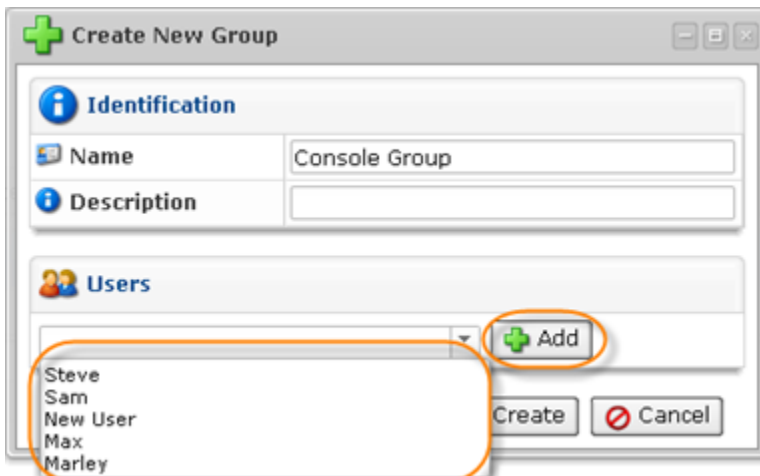 Create New Group
Identification
Name Console Group
Description
Users
Add
Steve
Sam
New User
Max
Marley
Create Cancel